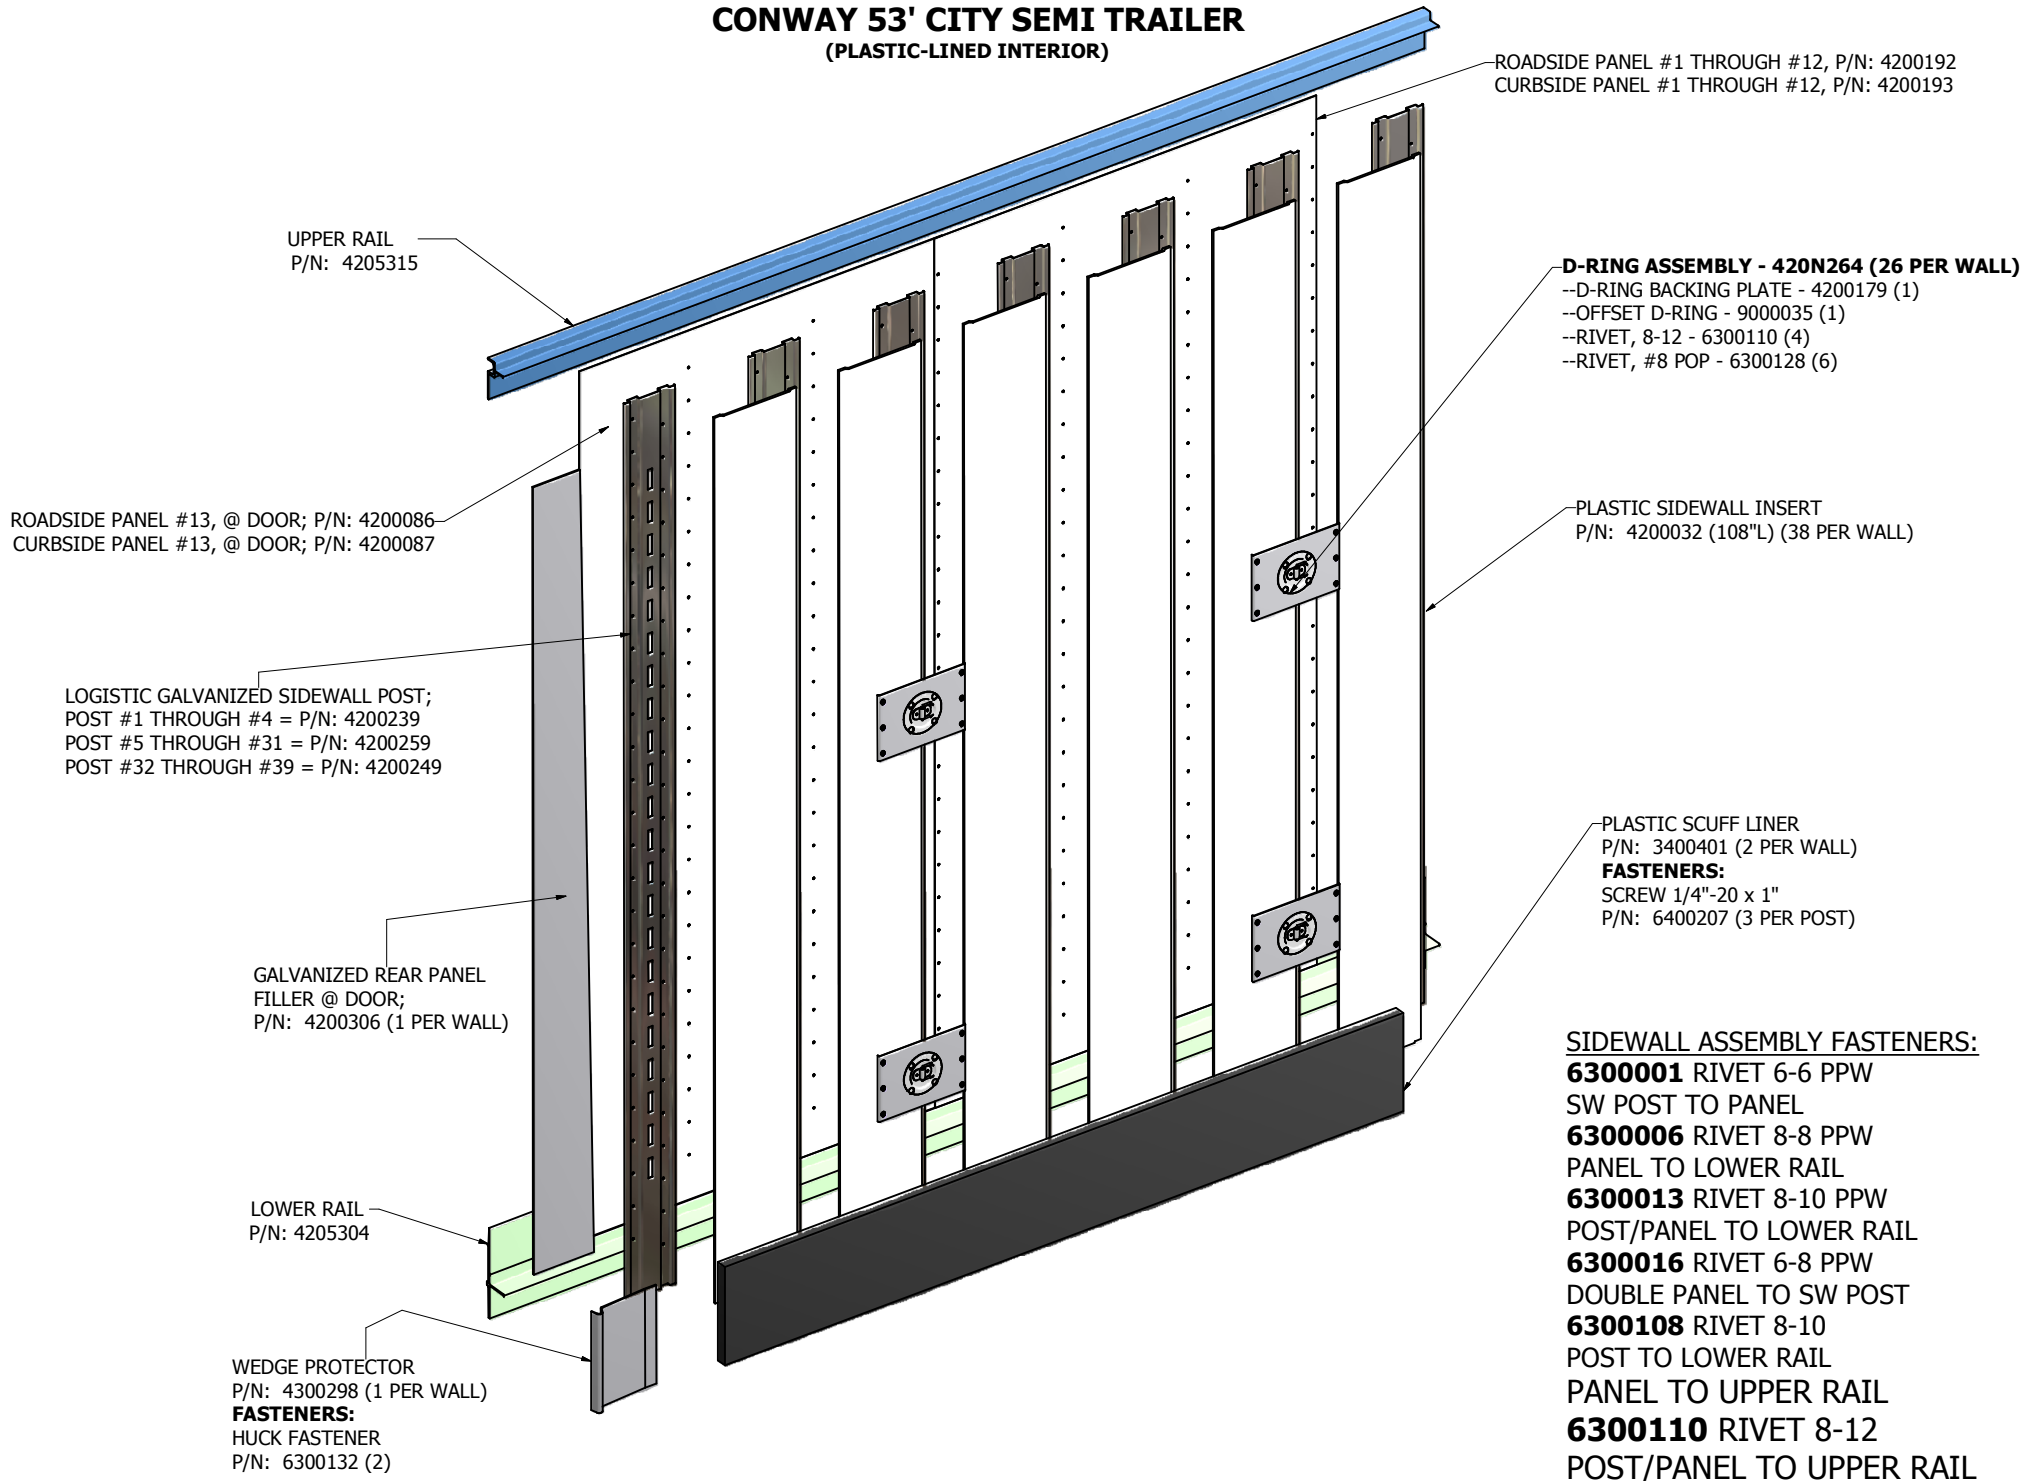 CONWAY 53' CITY SEMI TRAILER
(PLASTIC-LINED INTERIOR)
ROADSIDE PANEL #1 THROUGH #12, P/N: 4200192
CURBSIDE PANEL #1 THROUGH #12, P/N: 4200193
UPPER RAIL
P/N: 4205315
D-RING ASSEMBLY - 420N264 (26 PER WALL)
--D-RING BACKING PLATE - 4200179 (1)
--OFFSET D-RING - 9000035 (1)
--RIVET, 8-12 - 6300110 (4)
--RIVET, #8 POP - 6300128 (6)
ROADSIDE PANEL #13, @ DOOR; P/N: 4200086
CURBSIDE PANEL #13, @ DOOR; P/N: 4200087
PLASTIC SIDEWALL INSERT
P/N: 4200032 (108"L) (38 PER WALL)
LOGISTIC GALVANIZED SIDEWALL POST;
POST #1 THROUGH #4 = P/N: 4200239
POST #5 THROUGH #31 = P/N: 4200259
POST #32 THROUGH #39 = P/N: 4200249
PLASTIC SCUFF LINER
P/N: 3400401 (2 PER WALL)
FASTENERS:
SCREW 1/4"-20 x 1"
P/N: 6400207 (3 PER POST)
GALVANIZED REAR PANEL
FILLER @ DOOR;
P/N: 4200306 (1 PER WALL)
LOWER RAIL
P/N: 4205304
WEDGE PROTECTOR
P/N: 4300298 (1 PER WALL)
FASTENERS:
HUCK FASTENER
P/N: 6300132 (2)
SIDEWALL ASSEMBLY FASTENERS:
6300001 RIVET 6-6 PPW
SW POST TO PANEL
6300006 RIVET 8-8 PPW
PANEL TO LOWER RAIL
6300013 RIVET 8-10 PPW
POST/PANEL TO LOWER RAIL
6300016 RIVET 6-8 PPW
DOUBLE PANEL TO SW POST
6300108 RIVET 8-10
POST TO LOWER RAIL
PANEL TO UPPER RAIL
6300110 RIVET 8-12
POST/PANEL TO UPPER RAIL